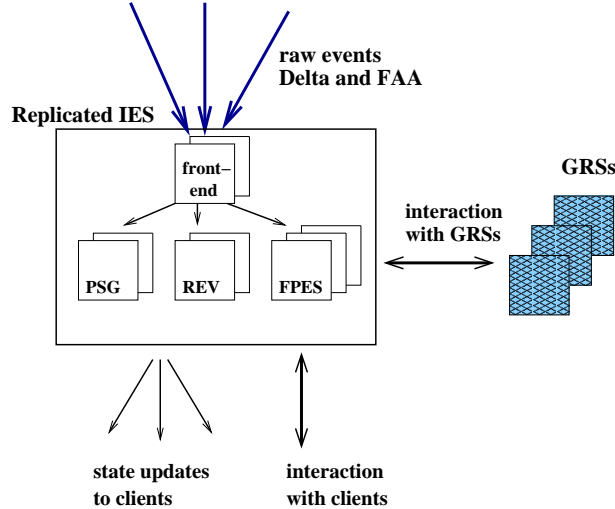 raw events
Delta and FAA
Replicated IES
front−
end
GRSs
interaction
with GRSs
PSG
REV
FPES
state updates
to clients
interaction
with clients